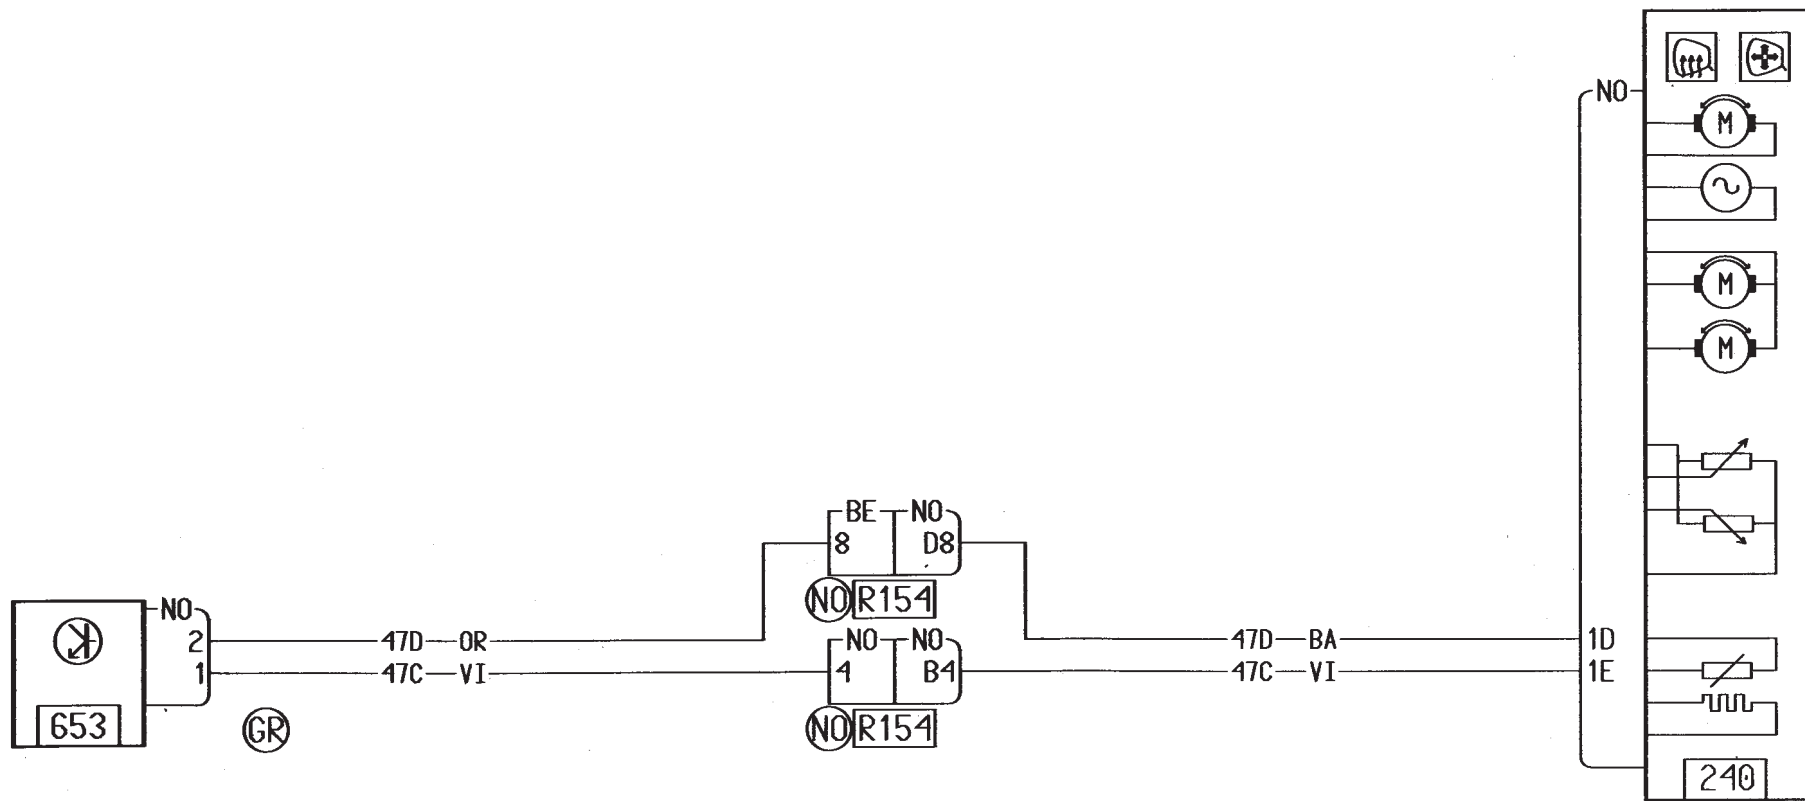 NO
M
M
M
BE NO
8 D8
NO R154
NO
2 47D OR
1 47C VI
NO NO
4 B4
47D BA 1D
47C VI 1E
653
GR
NO R154
240